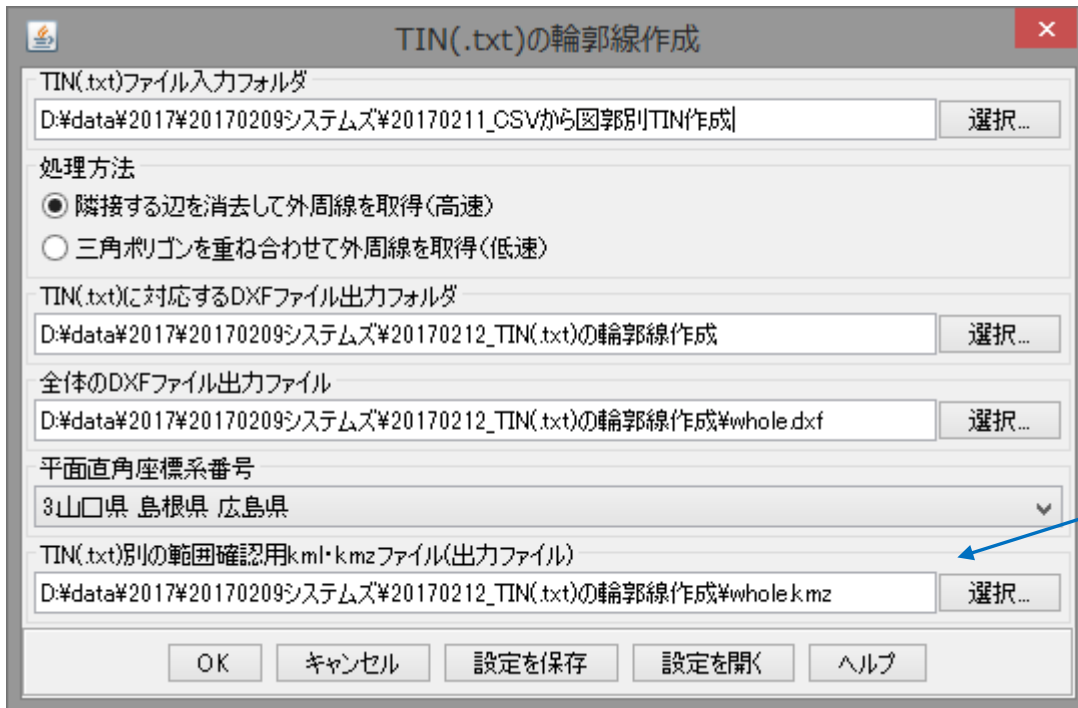 TIN(.txt)の輪郭線作成
TIN(.txt)ファイル入力フォルダ
D:¥data¥2017¥20170209システムズ¥20170211_CSVから図郭別TIN作成
選択...
処理方法
隣接する辺を消去して外周線を取得(高速)
三角ポリゴンを重ね合わせて外周線を取得(低速)
TIN(.txt)に対応するDXFファイル出力フォルダ
D:¥data¥2017¥20170209システムズ¥20170212_TIN(.txt)の輪郭線作成
選択...
全体のDXFファイル出力ファイル
D:¥data¥2017¥20170209システムズ¥20170212_TIN(.txt)の輪郭線作成¥whole.dxf
選択...
平面直角座標系番号
3:山口県 島根県 広島県
TIN(.txt)別の範囲確認用kml・kmzファイル(出力ファイル)
D:¥data¥2017¥20170209システムズ¥20170212_TIN(.txt)の輪郭線作成¥whole.kmz
選択...
OK キャンセル 設定を保存 設定を開く ヘルプ